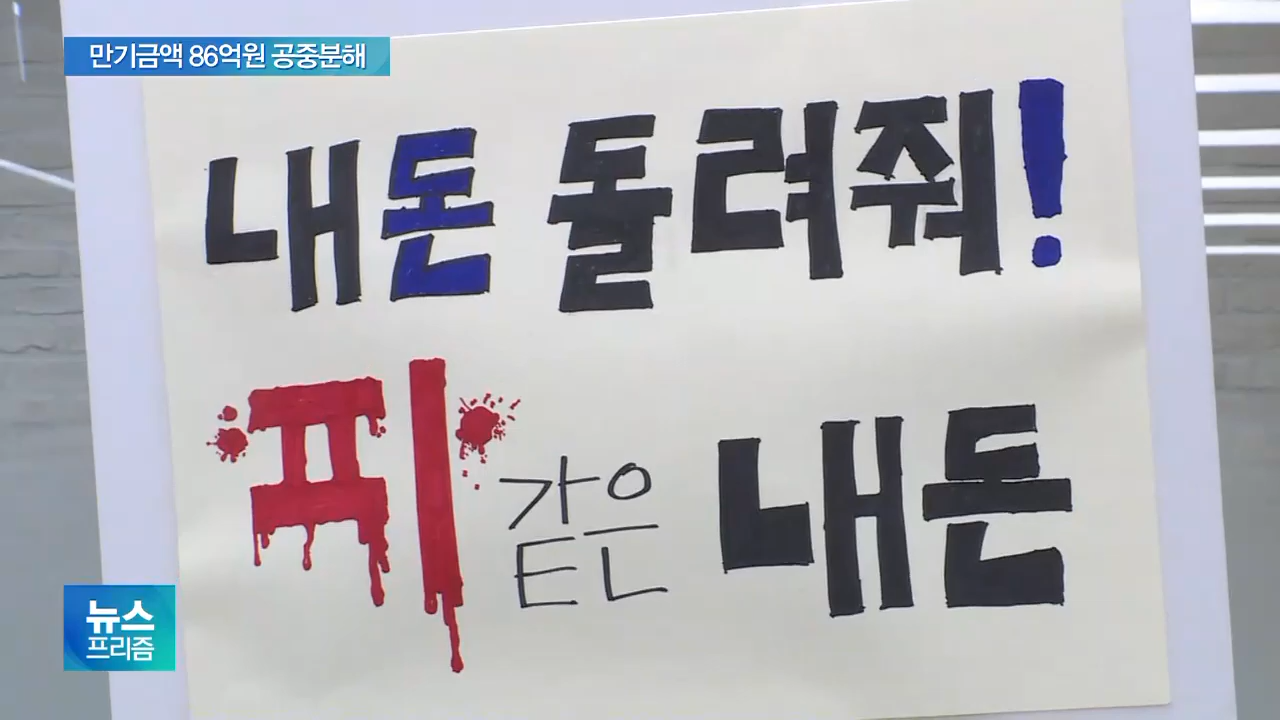 만기금액 86억원 공중분해
내돈 돌려줘!
피 같은 내돈
뉴스
프리즘